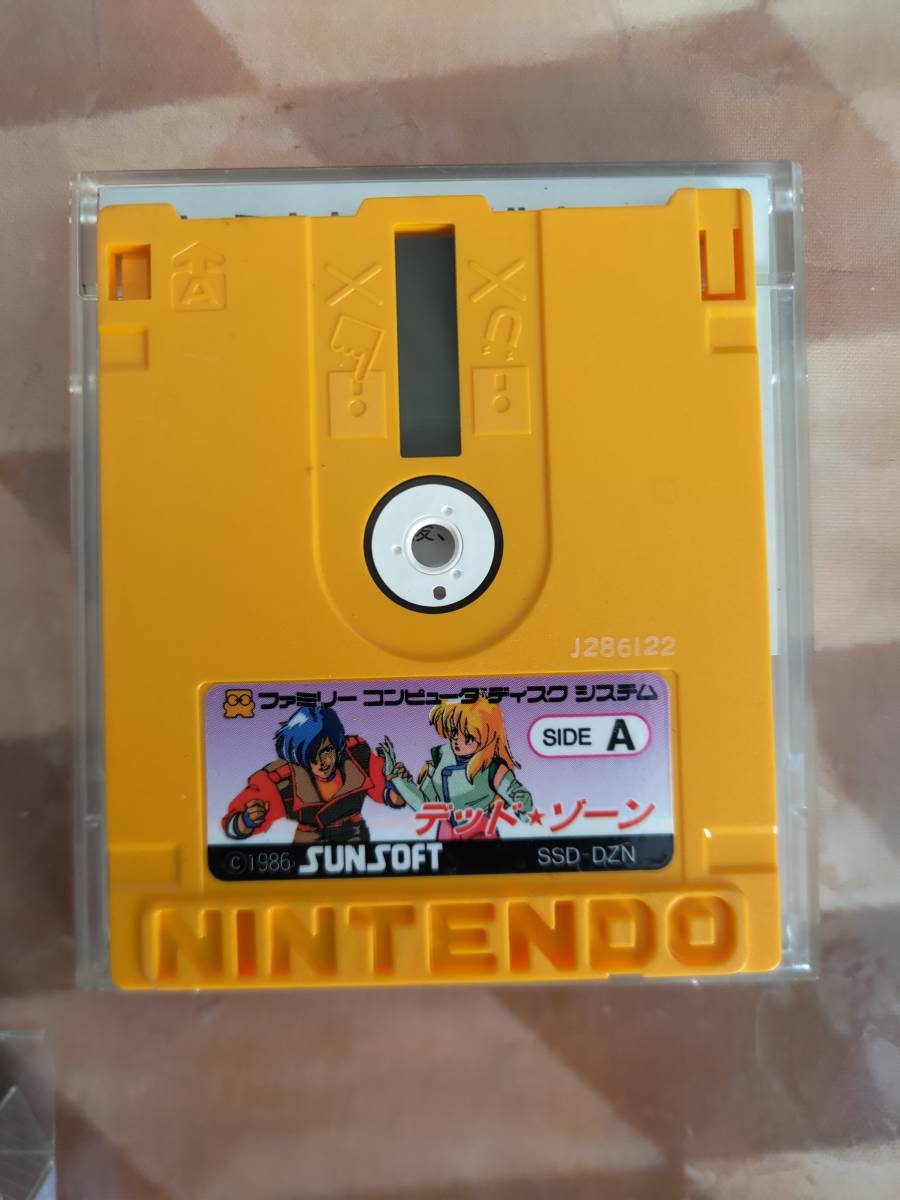 A
J286122
ファミリー コンピュータ ディスク システム
SIDE A
デッド★ゾーン
©1986 SUNSOFT SSD-DZN
NINTENDO